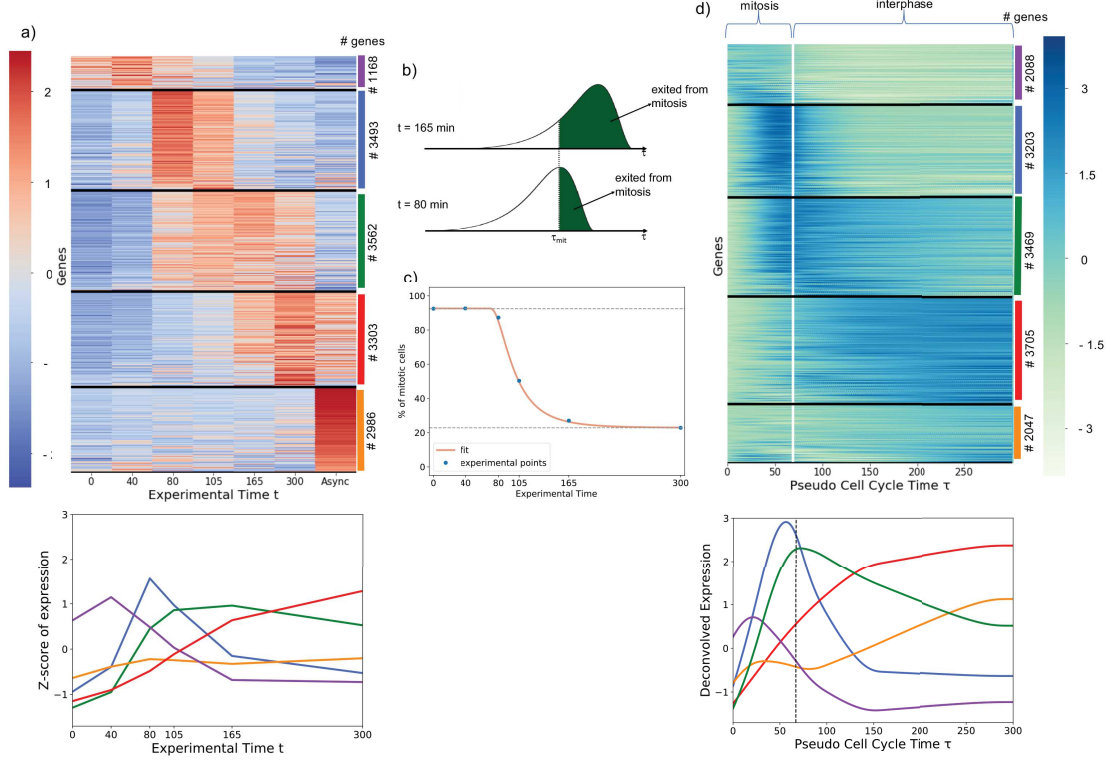 a)
# genes
2
1
0
-
-
# 1168
# 3493
# 3562
# 3303
# 2986
Genes
0 40 80 105 165 300 Async
Experimental Time t
3
2
1
0
−1
Z-score of expression
0 40 80 105 165 300
Experimental Time t
b)
t = 165 min
exited from
mitosis
τ
t = 80 min
exited from
mitosis
τmit
τ
c)
100
80
60
40
20
0
% of mitotic cells
fit
experimental points
0 40 80 105 165 300
Experimental Time
d)
mitosis
interphase
# genes
# 2088
# 3203
# 3469
# 3705
# 2047
Genes
0 50 100 150 200 250
Pseudo Cell Cycle Time τ
3
1.5
0
-1.5
- 3
3
2
1
0
−1
Deconvolved Expression
0 50 100 150 200 250 300
Pseudo Cell Cycle Time τ